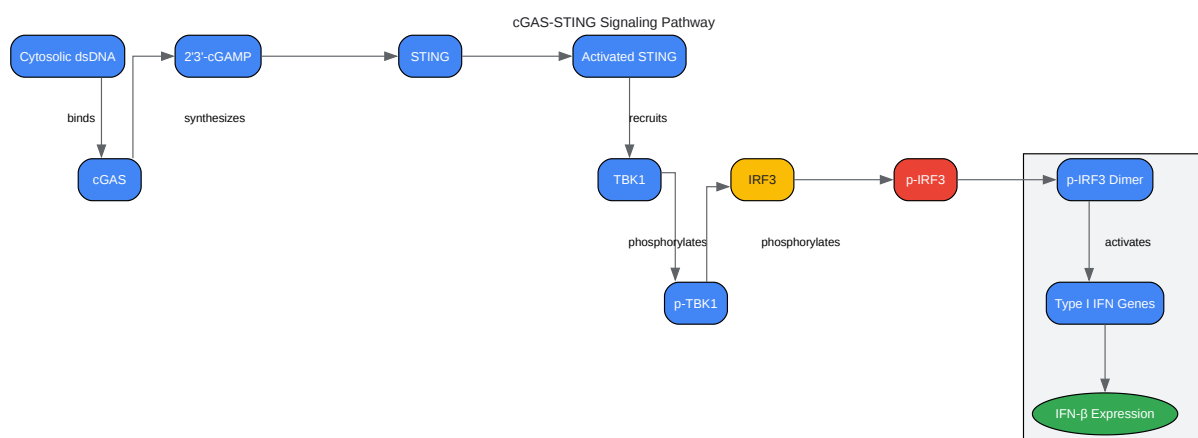 cGAS-STING Signaling Pathway
Cytosolic dsDNA
2'3'-cGAMP
STING
Activated STING
binds
synthesizes
recruits
cGAS
TBK1
IRF3
p-IRF3
p-IRF3 Dimer
phosphorylates
phosphorylates
activates
p-TBK1
Type I IFN Genes
IFN-β Expression